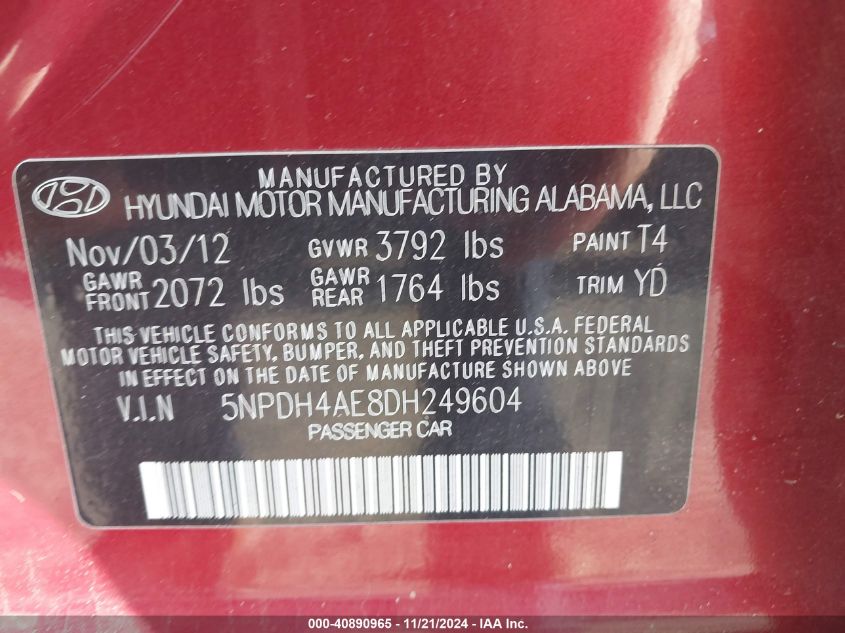 MANUFACTURED BY
HYUNDAI MOTOR MANUFACTURING ALABAMA, LLC
Nov/03/12 GVWR 3792 lbs PAINT T4
GAWR FRONT 2072 lbs GAWR REAR 1764 lbs TRIM YD
THIS VEHICLE CONFORMS TO ALL APPLICABLE U.S.A. FEDERAL
MOTOR VEHICLE SAFETY, BUMPER, AND THEFT PREVENTION STANDARDS
IN EFFECT ON THE DATE OF MANUFACTURE SHOWN ABOVE
V.I.N 5NPDH4AE8DH249604
PASSENGER CAR
000-40890965 - 11/21/2024 - IAA Inc.